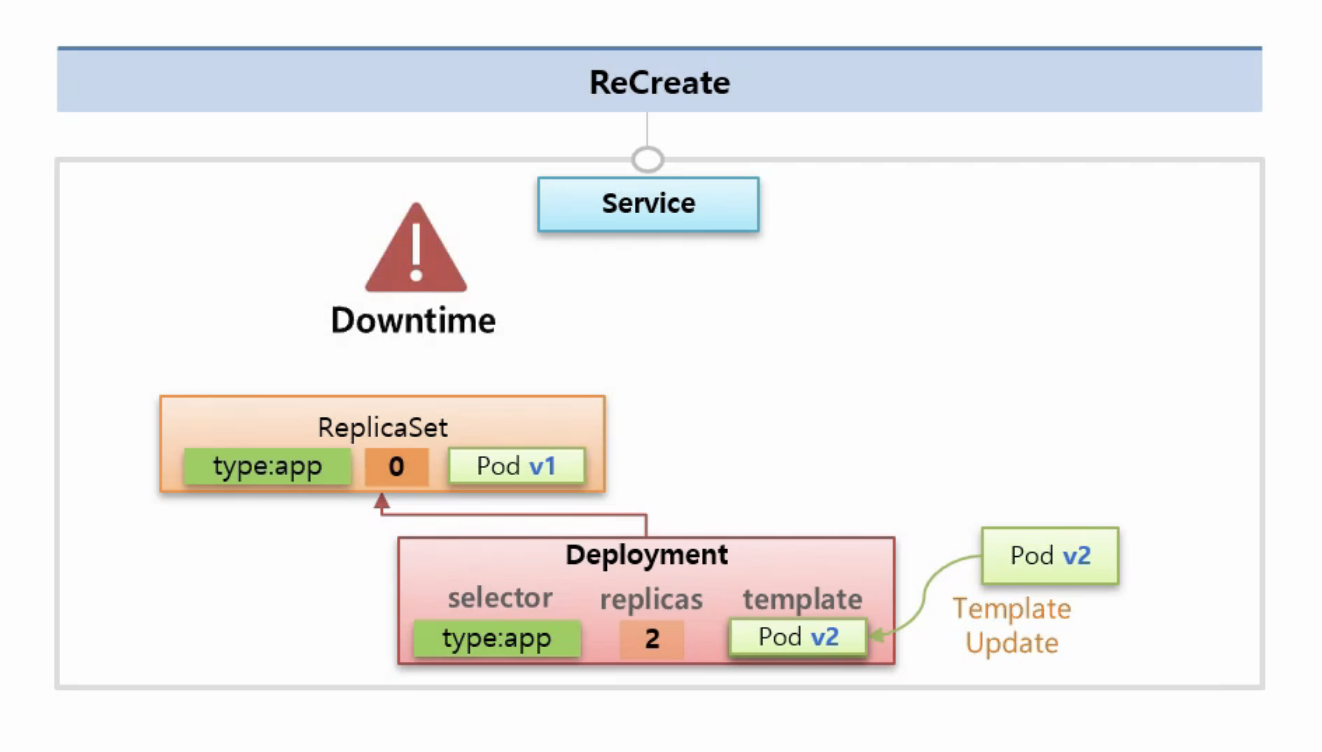 ReCreate
Service
Downtime
ReplicaSet
type:app 0 Pod v1
Deployment
selector replicas template
type:app 2 Pod v2
Pod v2
Template
Update